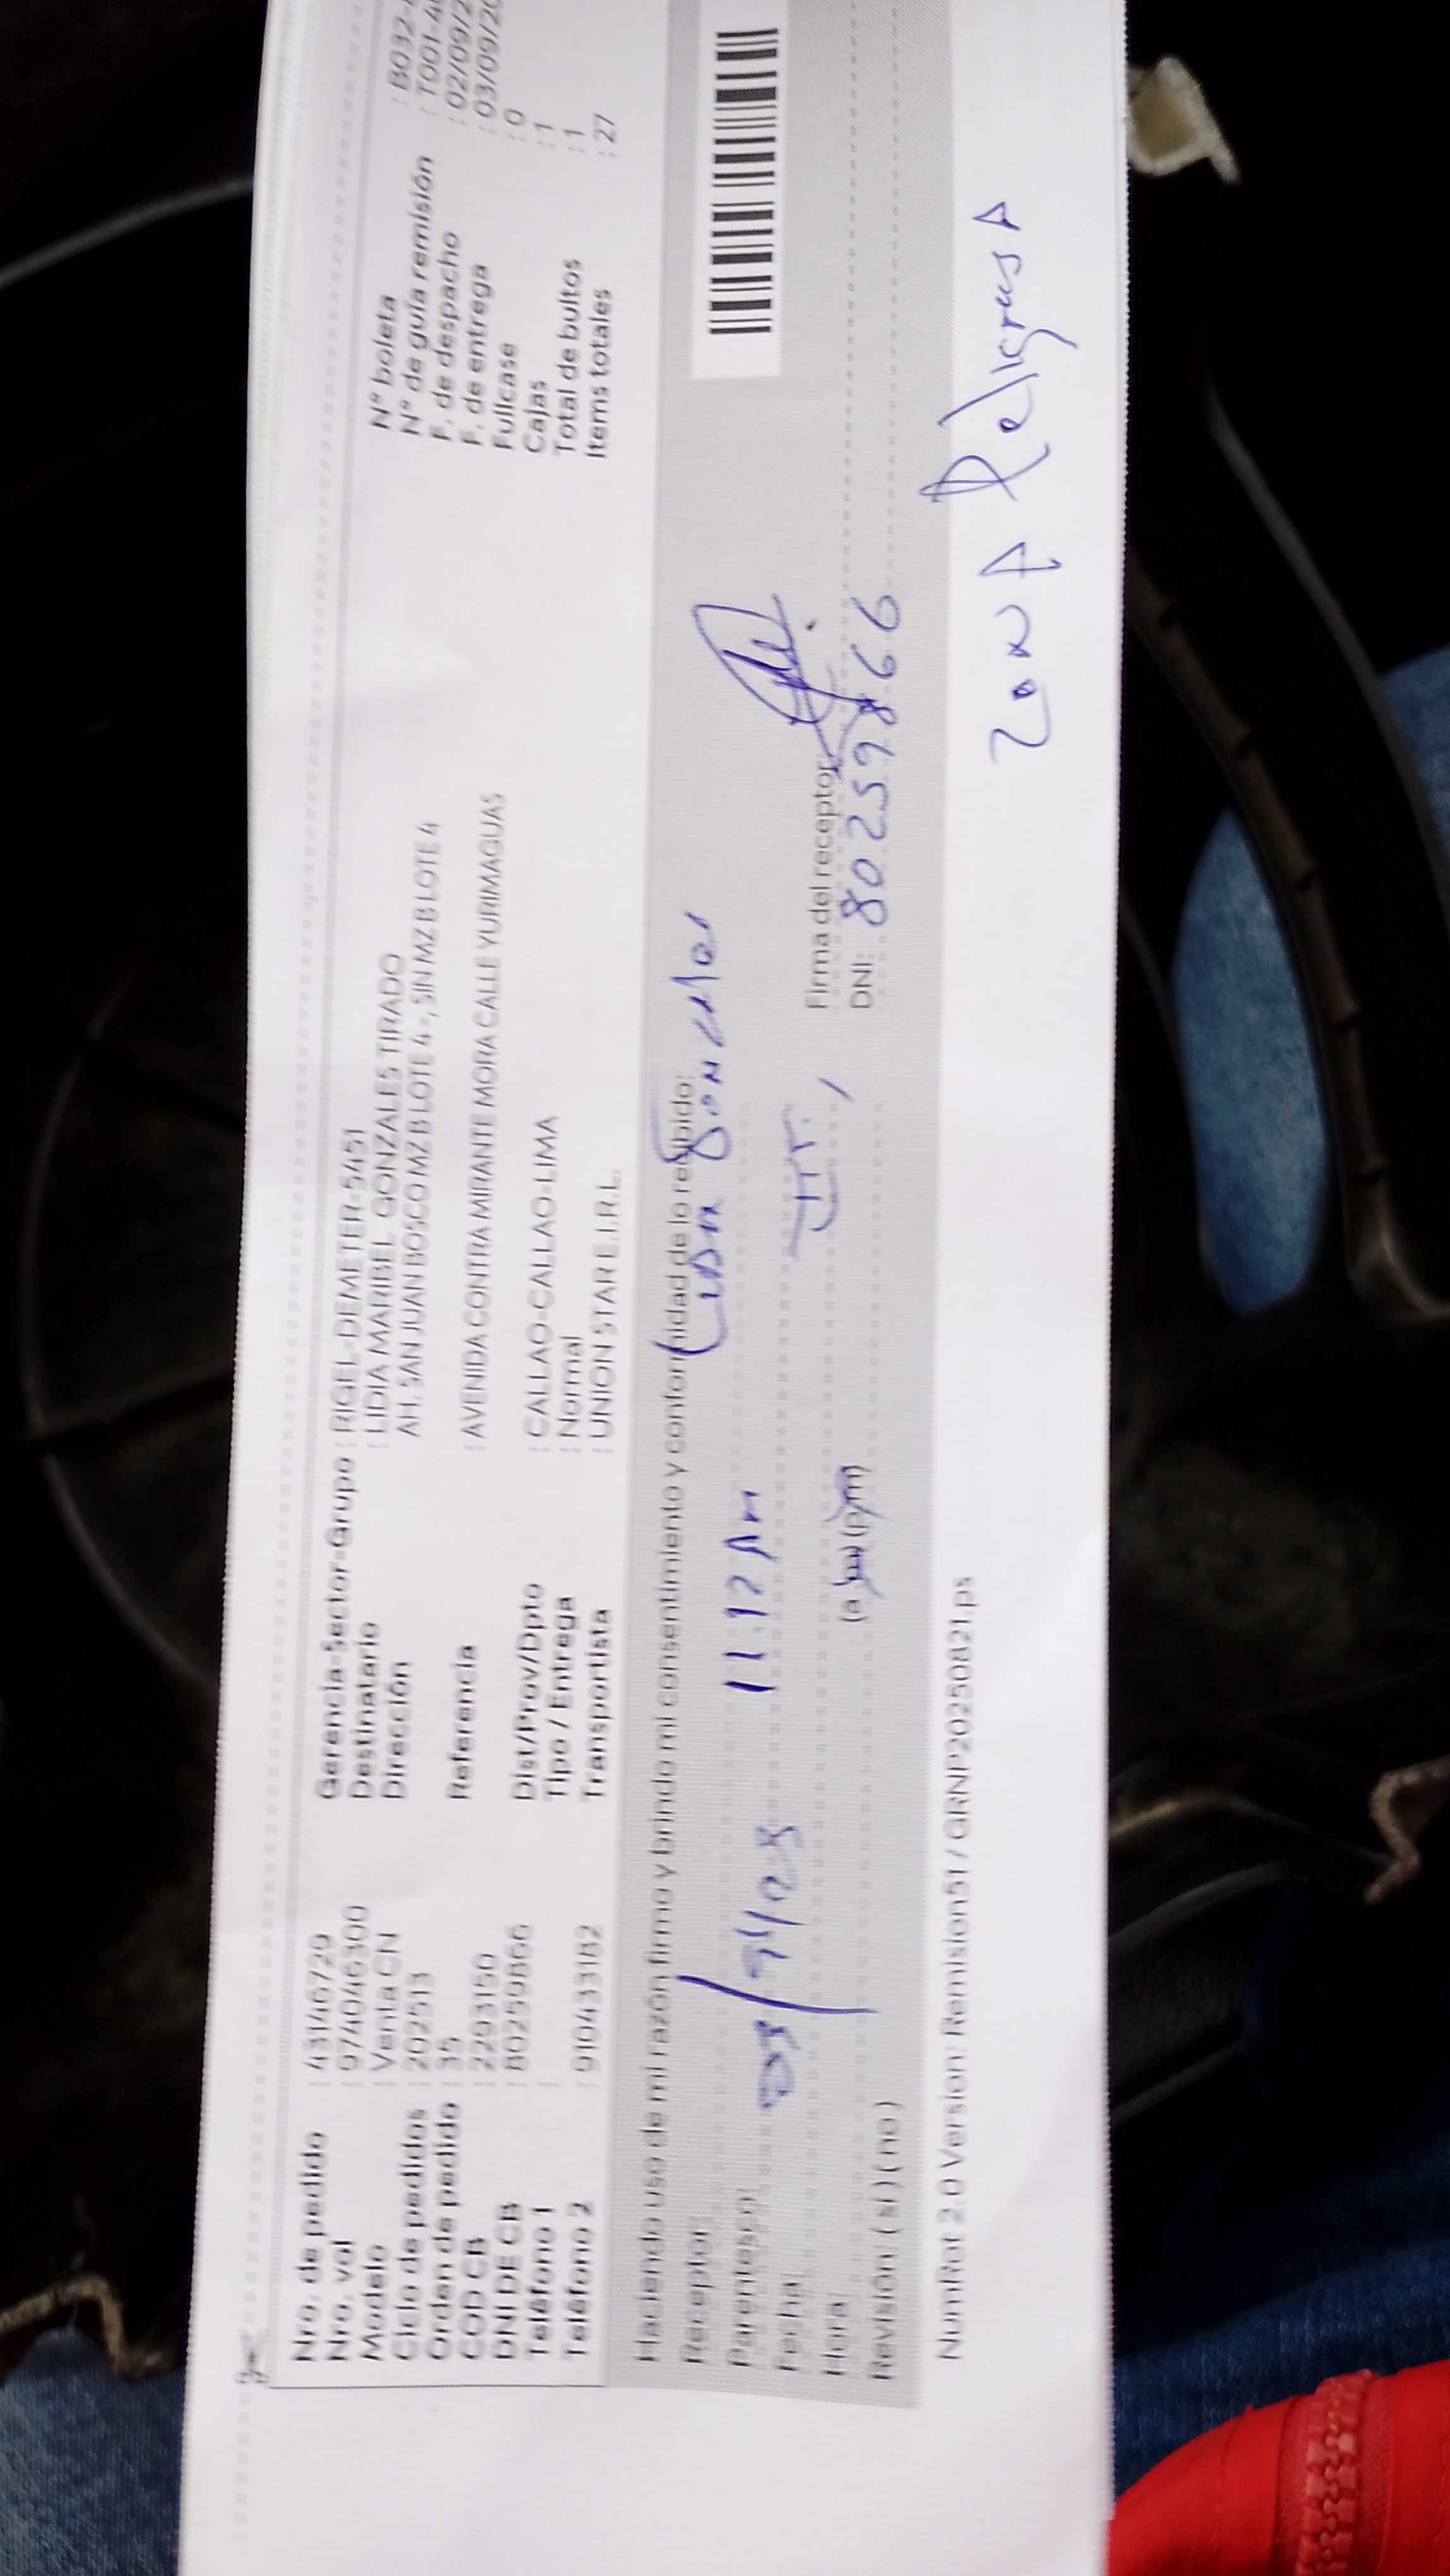 Nro. de pedido : 43146729
Nro. vol : 974046300
Modelo : Venta CN
Ciclo de pedidos : 202513
Orden de pedido : 35
COD CB : 2293150
DNI DE CB : 80259866
Teléfono 1 :
Teléfono 2 : 910433182
Gerencia-Sector-Grupo : RIGEL-DEMETER-5451
Destinatario : LIDIA MARIBEL GONZALES TIRADO
Dirección AH. SAN JUAN BOSCO MZ B LOTE 4 -, SIN MZ B LOTE 4
Referencia : AVENIDA CONTRA MIRANTE MORA CALLE YURIMAGUAS
Dist/Prov/Dpto : CALLAO-CALLAO-LIMA
Tipo / Entrega : Normal
Transportista : UNION STAR E.I.R.L.
N° boleta : B032-
N° de guía remisión : T001-4
F. de despacho : 02/09/2
F. de entrega : 03/09/20
Fullcase : 0
Cajas : 1
Total de bultos : 1
Items totales : 27
Haciendo uso de mi razón firmo y brindo mi consentimiento y conformidad de lo recibido:
Receptor
Parentesco
Fecha
Hora (am) (pm)
Revisión: ( si ) ( no )
11:12 AM
TIT.
Firma del receptor
DNI: 80259866
NumRot 2.0 Version: Remision51 / GRNP20250821.ps
ZONA PeligrosA